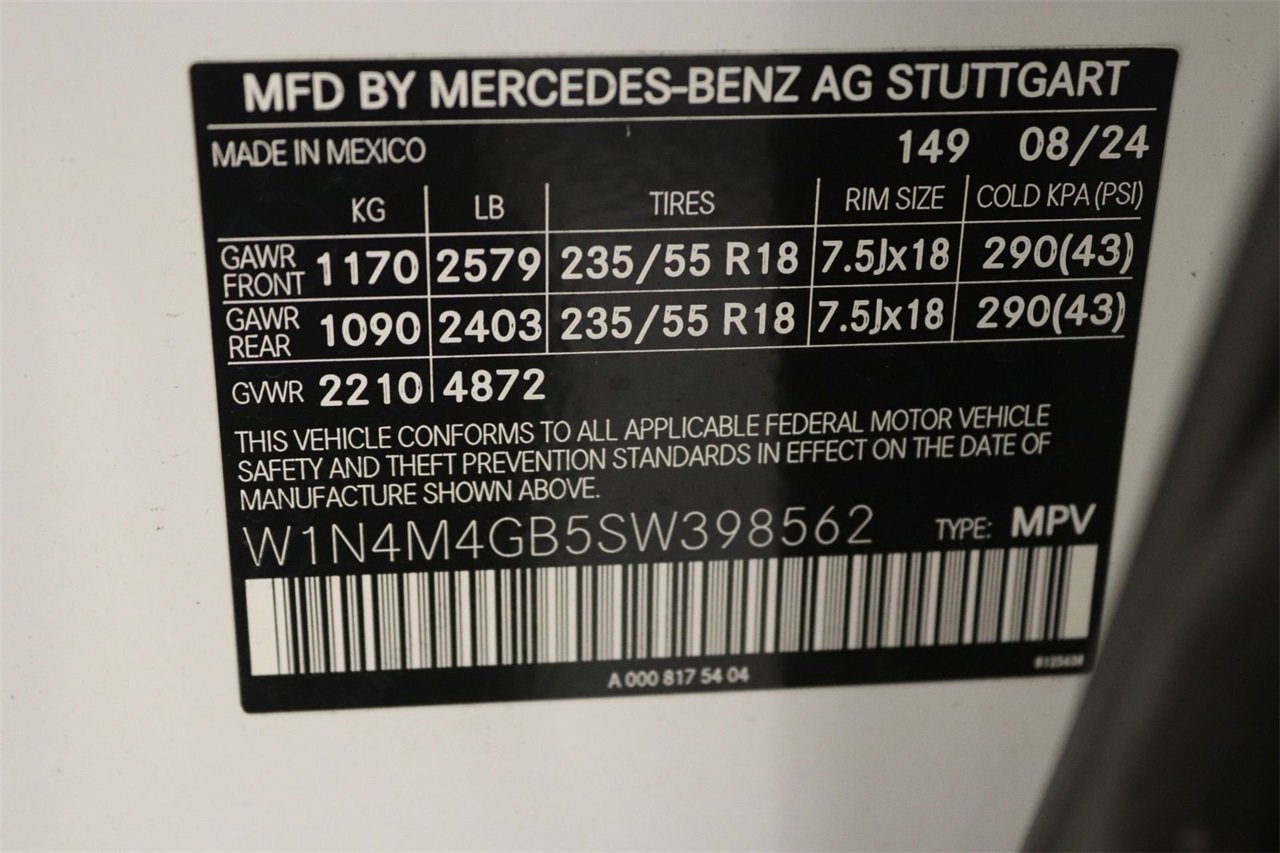 MFD BY MERCEDES-BENZ AG STUTTGART
MADE IN MEXICO 149 08/24
KG LB TIRES RIM SIZE COLD KPA (PSI)
GAWR FRONT 1170 2579 235/55 R18 7.5Jx18 290(43)
GAWR REAR 1090 2403 235/55 R18 7.5Jx18 290(43)
GVWR 2210 4872
THIS VEHICLE CONFORMS TO ALL APPLICABLE FEDERAL MOTOR VEHICLE
SAFETY AND THEFT PREVENTION STANDARDS IN EFFECT ON THE DATE OF
MANUFACTURE SHOWN ABOVE.
W1N4M4GB5SW398562 TYPE: MPV
A 000 817 54 04